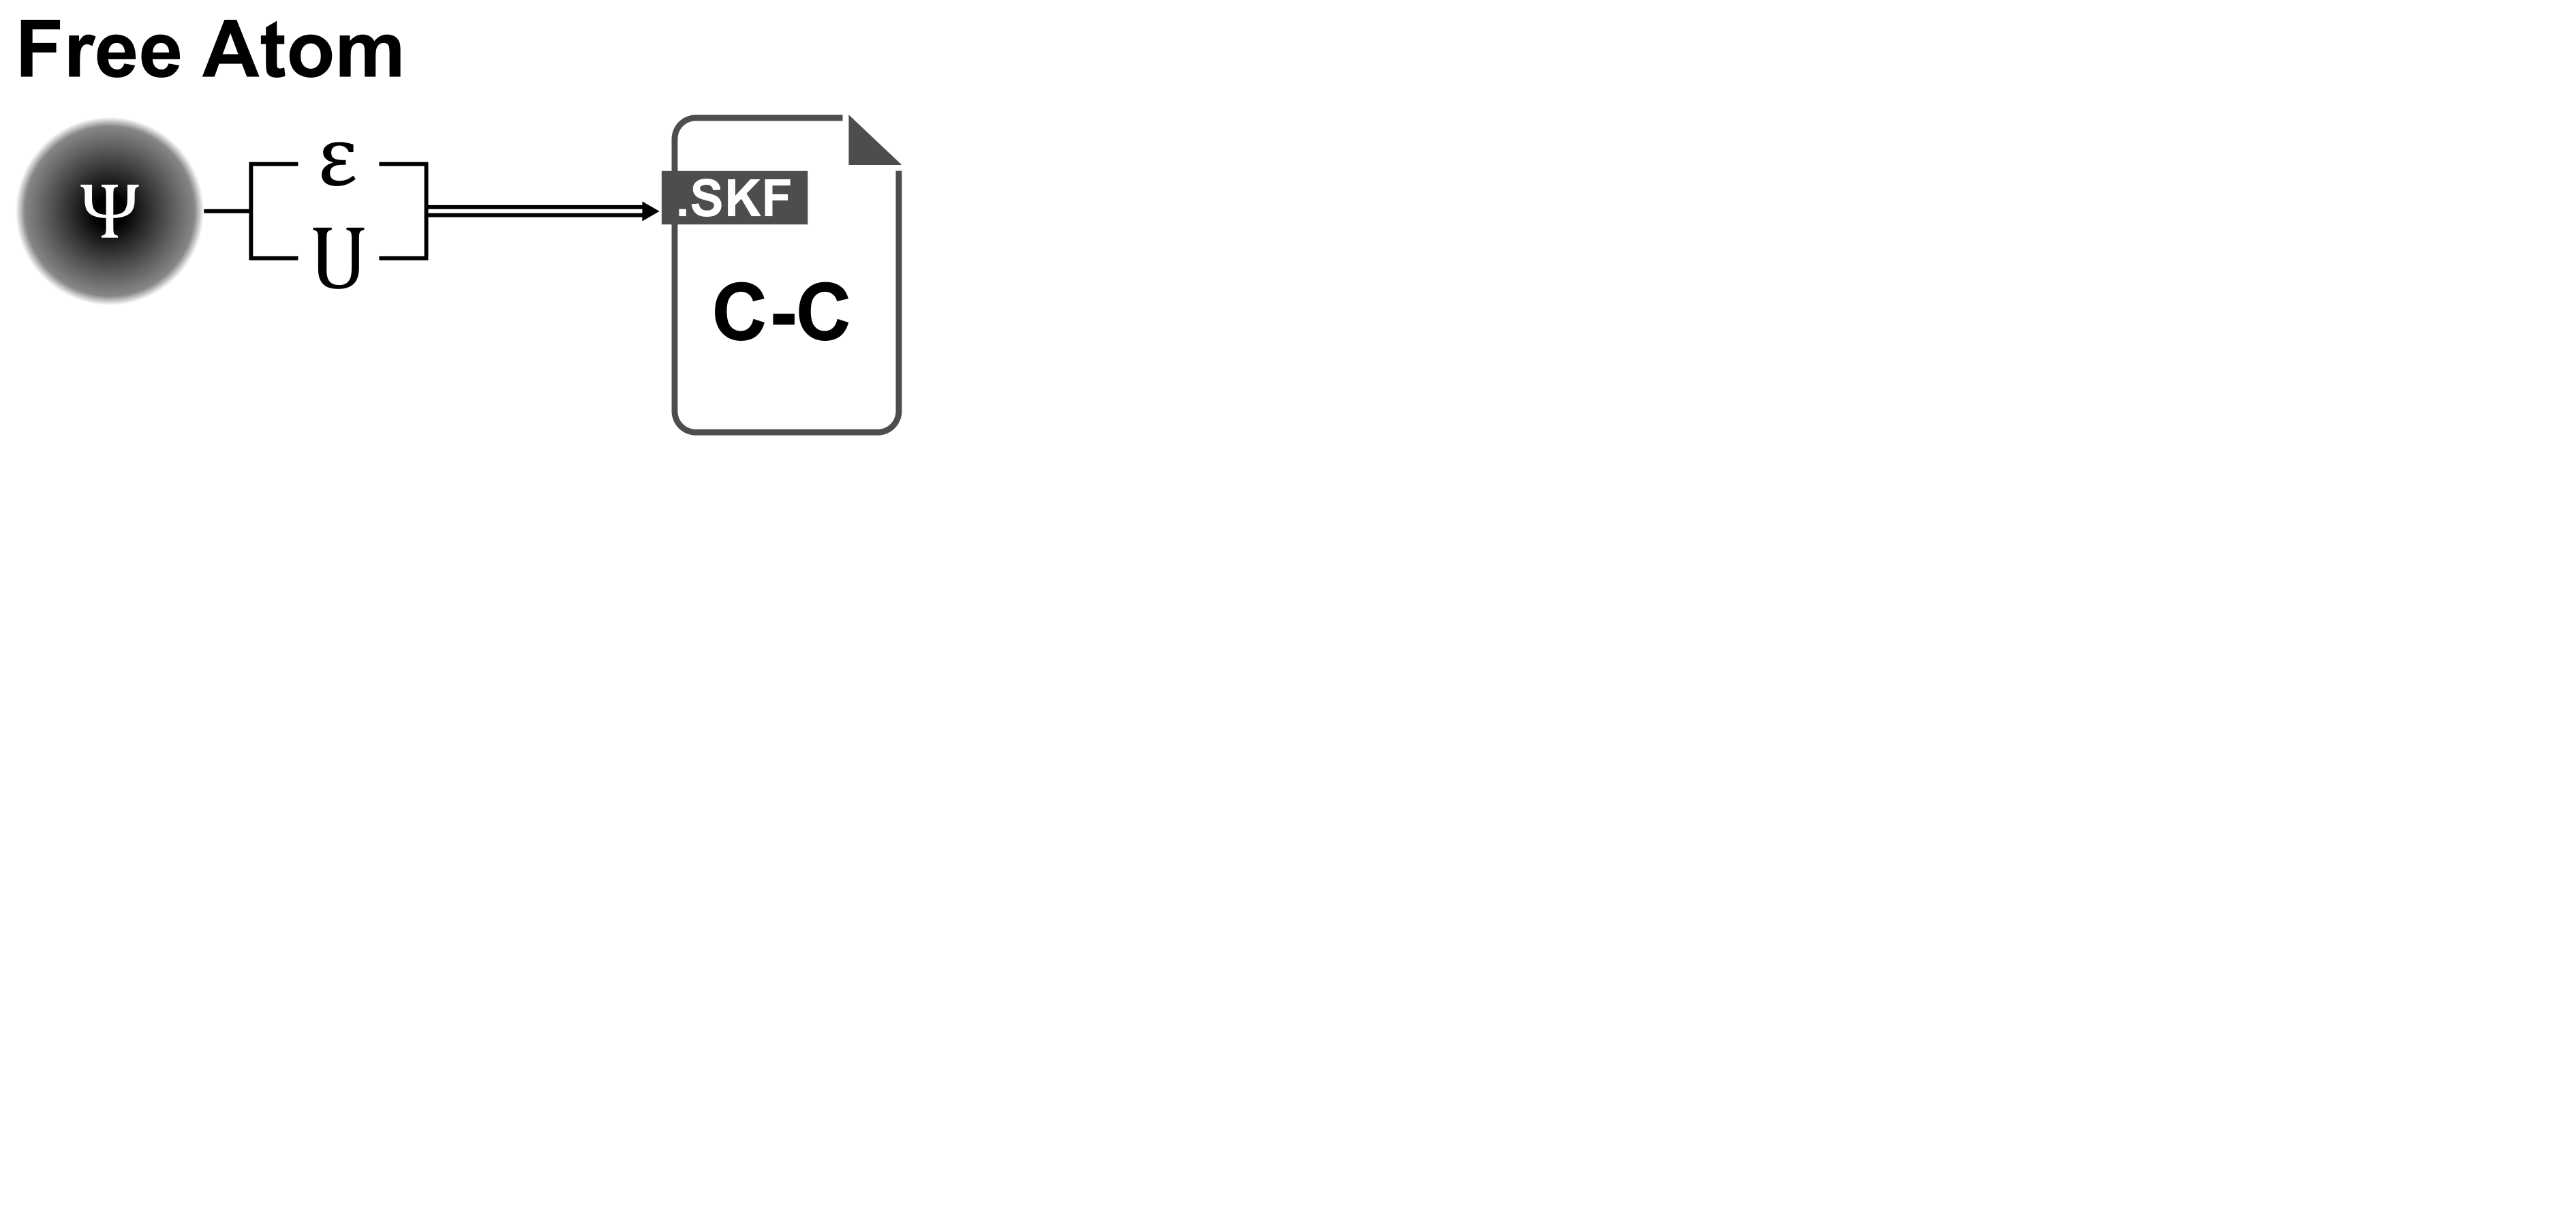 Free Atom
Ψ
ε
U
.SKF
C-C